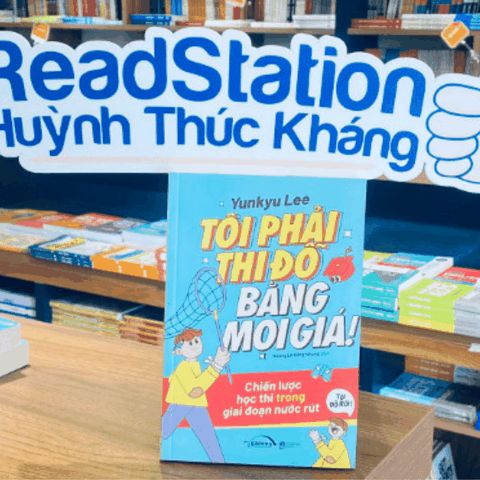 ReadStation
Huỳnh Thúc Kháng
Yunkyu Lee
TÔI PHẢI
THI ĐỖ
BẰNG
MỌI GIÁ!
Chiến lược
học thi trong
giai đoạn nước rút